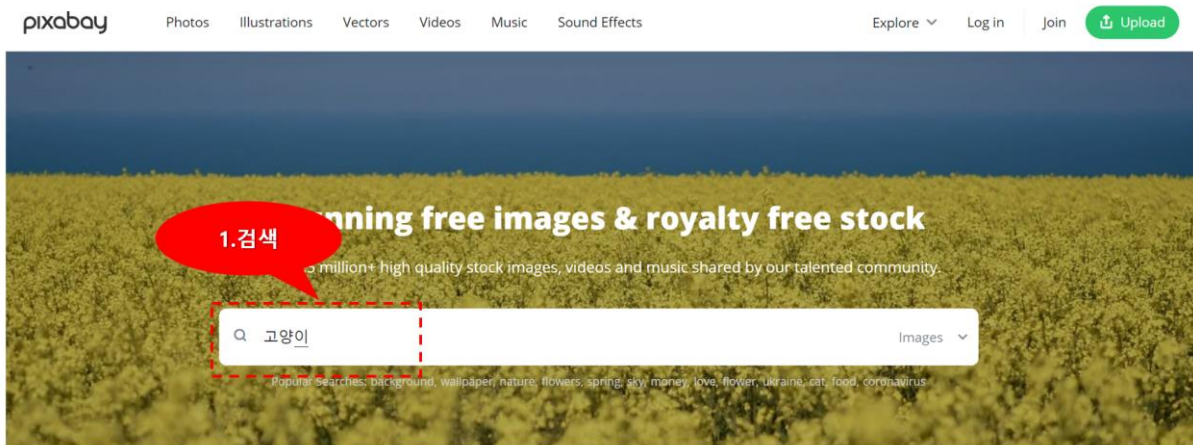 pixabay Photos Illustrations Vectors Videos Music Sound Effects Explore Log in Join Upload
nning free images & royalty free stock
1.검색
million+ high quality stock images, videos and music shared by our talented community.
고양이 Images
Popular Searches: background, wallpaper, nature, flowers, spring, sky, money, love, flower, ukraine, cat, food, coronavirus